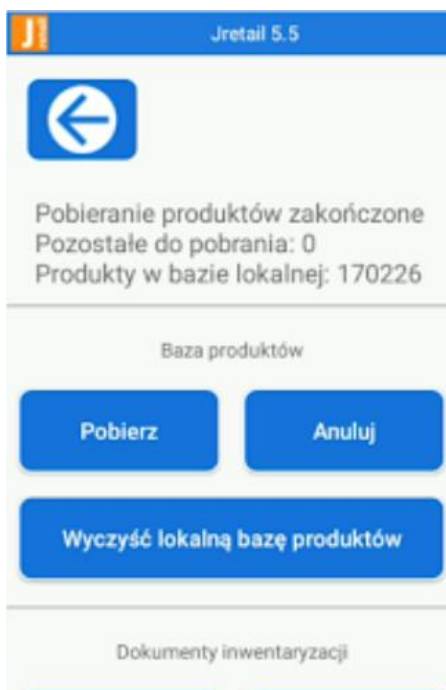 Jretail 5.5
Pobieranie produktów zakończone
Pozostałe do pobrania: 0
Produkty w bazie lokalnej: 170226
Baza produktów
Pobierz
Anuluj
Wyczyść lokalną bazę produktów
Dokumenty inwentaryzacji